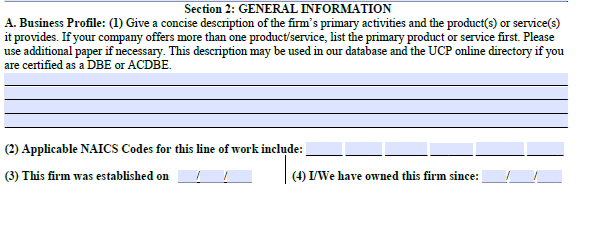 Section 2: GENERAL INFORMATION
A. Business Profile: (1) Give a concise description of the firm's primary activities and the product(s) or service(s)
it provides. If your company offers more than one product/service, list the primary product or service first. Please
use additional paper if necessary. This description may be used in our database and the UCP online directory if you
are certified as a DBE or ACDBE.
(2) Applicable NAICS Codes for this line of work include:
(3) This firm was established on / / (4) I/We have owned this firm since: / /